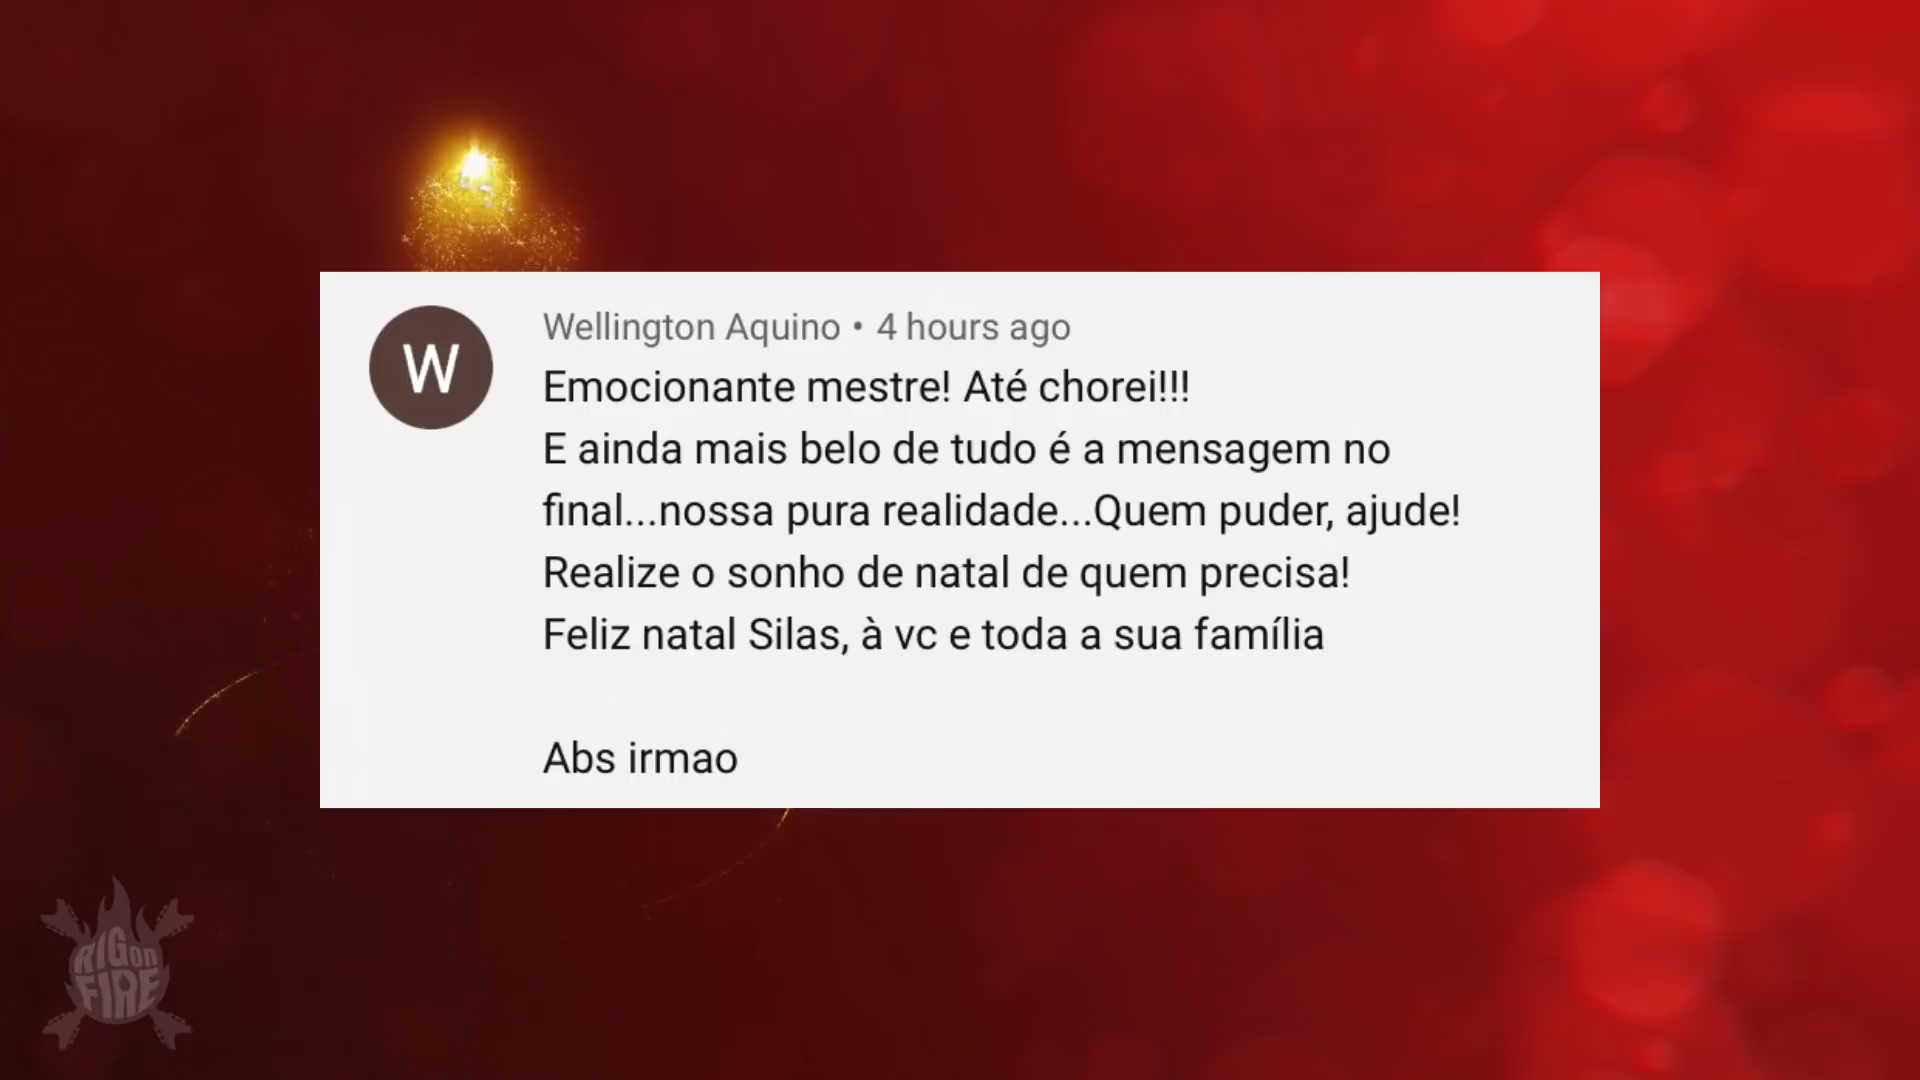 W
Wellington Aquino • 4 hours ago
Emocionante mestre! Até chorei!!!
E ainda mais belo de tudo é a mensagem no
final...nossa pura realidade...Quem puder, ajude!
Realize o sonho de natal de quem precisa!
Feliz natal Silas, à vc e toda a sua família
Abs irmao
RIG on
FIRE